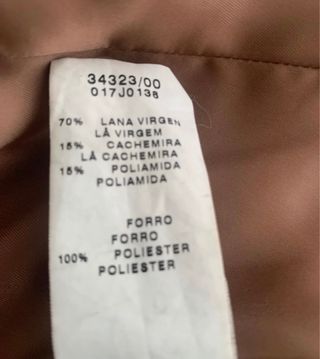 34323/00
017J0138
70% LANA VIRGEN
LÃ VIRGEM
15% CACHEMIRA
LÃ CACHEMIRA
15% POLIAMIDA
POLIAMIDA
FORRO
FORRO
100% POLIESTER
POLIESTER